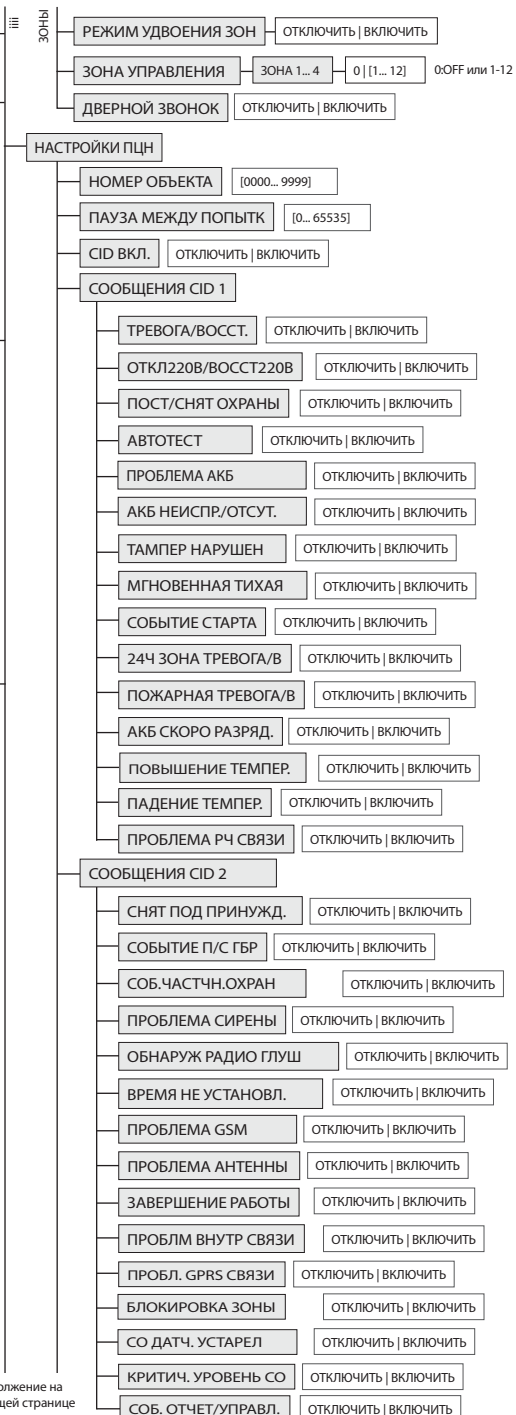 ЗОНЫ
РЕЖИМ УДВОЕНИЯ ЗОН ОТКЛЮЧИТЬ | ВКЛЮЧИТЬ
ЗОНА УПРАВЛЕНИЯ ЗОНА 1... 4 0 | [1... 12] 0:OFF или 1-12
ДВЕРНОЙ ЗВОНОК ОТКЛЮЧИТЬ | ВКЛЮЧИТЬ
НАСТРОЙКИ ПЦН
НОМЕР ОБЪЕКТА [0000... 9999]
ПАУЗА МЕЖДУ ПОПЫТК [0... 65535]
CID ВКЛ. ОТКЛЮЧИТЬ | ВКЛЮЧИТЬ
СООБЩЕНИЯ CID 1
ТРЕВОГА/ВОССТ. ОТКЛЮЧИТЬ | ВКЛЮЧИТЬ
ОТКЛ220В/ВОССТ220В ОТКЛЮЧИТЬ | ВКЛЮЧИТЬ
ПОСТ/СНЯТ ОХРАНЫ ОТКЛЮЧИТЬ | ВКЛЮЧИТЬ
АВТОТЕСТ ОТКЛЮЧИТЬ | ВКЛЮЧИТЬ
ПРОБЛЕМА АКБ ОТКЛЮЧИТЬ | ВКЛЮЧИТЬ
АКБ НЕИСПР./ОТСУТ. ОТКЛЮЧИТЬ | ВКЛЮЧИТЬ
ТАМПЕР НАРУШЕН ОТКЛЮЧИТЬ | ВКЛЮЧИТЬ
МГНОВЕННАЯ ТИХАЯ ОТКЛЮЧИТЬ | ВКЛЮЧИТЬ
СОБЫТИЕ СТАРТА ОТКЛЮЧИТЬ | ВКЛЮЧИТЬ
24Ч ЗОНА ТРЕВОГА/В ОТКЛЮЧИТЬ | ВКЛЮЧИТЬ
ПОЖАРНАЯ ТРЕВОГА/В ОТКЛЮЧИТЬ | ВКЛЮЧИТЬ
АКБ СКОРО РАЗРЯД. ОТКЛЮЧИТЬ | ВКЛЮЧИТЬ
ПОВЫШЕНИЕ ТЕМПЕР. ОТКЛЮЧИТЬ | ВКЛЮЧИТЬ
ПАДЕНИЕ ТЕМПЕР. ОТКЛЮЧИТЬ | ВКЛЮЧИТЬ
ПРОБЛЕМА РЧ СВЯЗИ ОТКЛЮЧИТЬ | ВКЛЮЧИТЬ
СООБЩЕНИЯ CID 2
СНЯТ ПОД ПРИНУЖД. ОТКЛЮЧИТЬ | ВКЛЮЧИТЬ
СОБЫТИЕ П/С ГБР ОТКЛЮЧИТЬ | ВКЛЮЧИТЬ
СОБ.ЧАСТЧН.ОХРАН ОТКЛЮЧИТЬ | ВКЛЮЧИТЬ
ПРОБЛЕМА СИРЕНЫ ОТКЛЮЧИТЬ | ВКЛЮЧИТЬ
ОБНАРУЖ РАДИО ГЛУШ ОТКЛЮЧИТЬ | ВКЛЮЧИТЬ
ВРЕМЯ НЕ УСТАНОВЛ. ОТКЛЮЧИТЬ | ВКЛЮЧИТЬ
ПРОБЛЕМА GSM ОТКЛЮЧИТЬ | ВКЛЮЧИТЬ
ПРОБЛЕМА АНТЕННЫ ОТКЛЮЧИТЬ | ВКЛЮЧИТЬ
ЗАВЕРШЕНИЕ РАБОТЫ ОТКЛЮЧИТЬ | ВКЛЮЧИТЬ
ПРОБЛМ ВНУТР СВЯЗИ ОТКЛЮЧИТЬ | ВКЛЮЧИТЬ
ПРОБЛ. GPRS СВЯЗИ ОТКЛЮЧИТЬ | ВКЛЮЧИТЬ
БЛОКИРОВКА ЗОНЫ ОТКЛЮЧИТЬ | ВКЛЮЧИТЬ
СО ДАТЧ. УСТАРЕЛ ОТКЛЮЧИТЬ | ВКЛЮЧИТЬ
КРИТИЧ. УРОВЕНЬ СО ОТКЛЮЧИТЬ | ВКЛЮЧИТЬ
СОБ. ОТЧЕТ/УПРАВЛ. ОТКЛЮЧИТЬ | ВКЛЮЧИТЬ
олжение на
щей странице